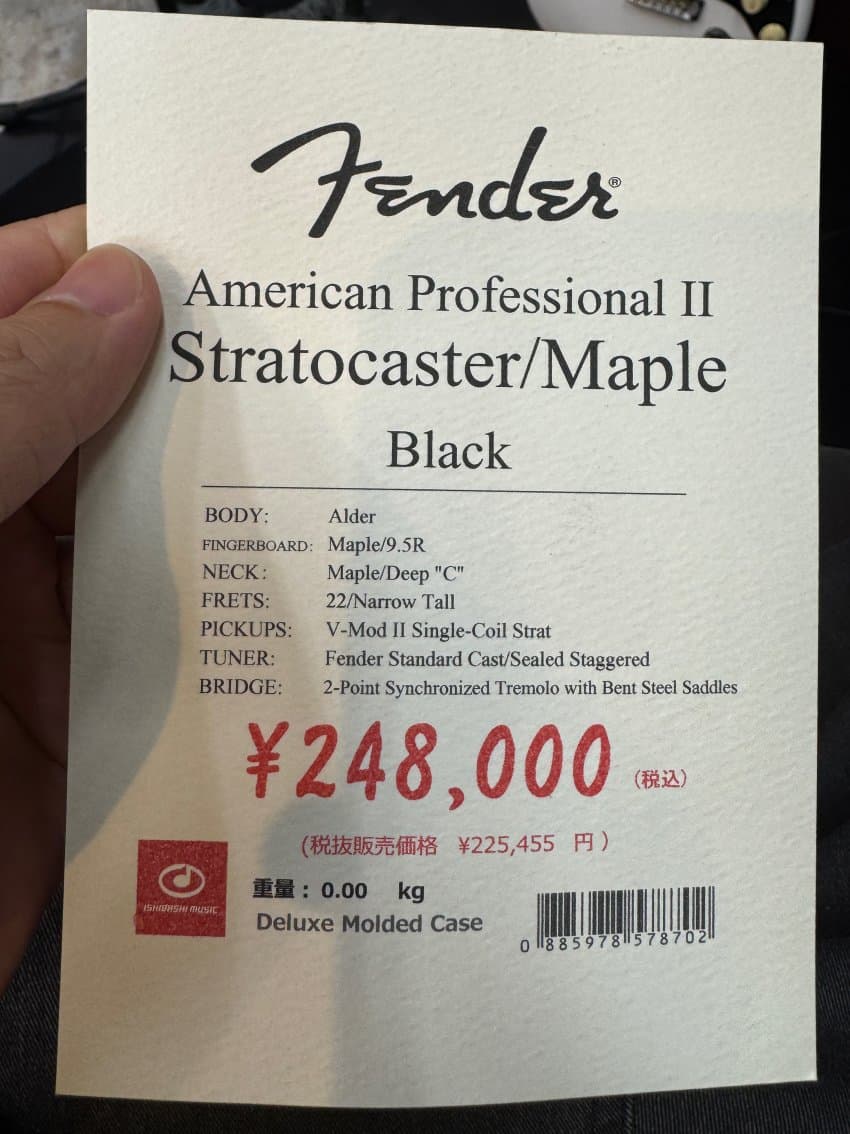 Fender®
American Professional II
Stratocaster/Maple
Black
BODY: Alder
FINGERBOARD: Maple/9.5R
NECK: Maple/Deep "C"
FRETS: 22/Narrow Tall
PICKUPS: V-Mod II Single-Coil Strat
TUNER: Fender Standard Cast/Sealed Staggered
BRIDGE: 2-Point Synchronized Tremolo with Bent Steel Saddles
¥248,000 (税込)
(税抜販売価格 ¥225,455 円)
ISHIBASHI MUSIC
重量: 0.00 kg
Deluxe Molded Case
0 885978 578702